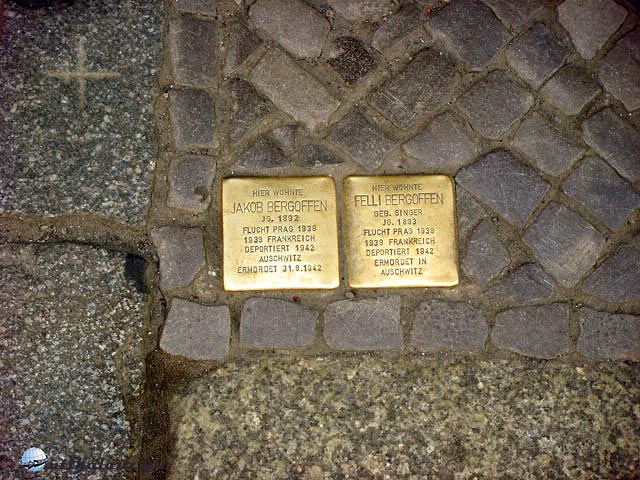 HIER WOHNTE
JAKOB BERGOFFEN
JG. 1892
FLUCHT PRAG 1938
1939 FRANKREICH
DEPORTIERT 1942
AUSCHWITZ
ERMORDET 31.8.1942
HIER WOHNTE
FELLI BERGOFFEN
GEB. SINGER
JG. 1893
FLUCHT PRAG 1938
1939 FRANKREICH
DEPORTIERT 1942
ERMORDET IN
AUSCHWITZ